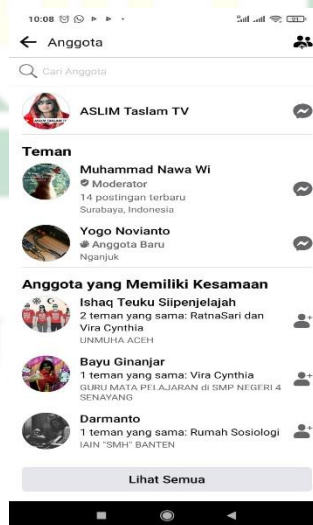 10:08
Anggota
Cari Anggota
ASLIM Taslam TV
Teman
Muhammad Nawa Wi
Moderator
14 postingan terbaru
Surabaya, Indonesia
Yogo Novianto
Anggota Baru
Nganjuk
Anggota yang Memiliki Kesamaan
Ishaq Teuku Siipenjelajah
2 teman yang sama: RatnaSari dan
Vira Cynthia
UNMUHA ACEH
Bayu Ginanjar
1 teman yang sama: Vira Cynthia
GURU MATA PELAJARAN di SMP NEGERI 4
SENAYANG
Darmanto
1 teman yang sama: Rumah Sosiologi
IAIN "SMH" BANTEN
Lihat Semua